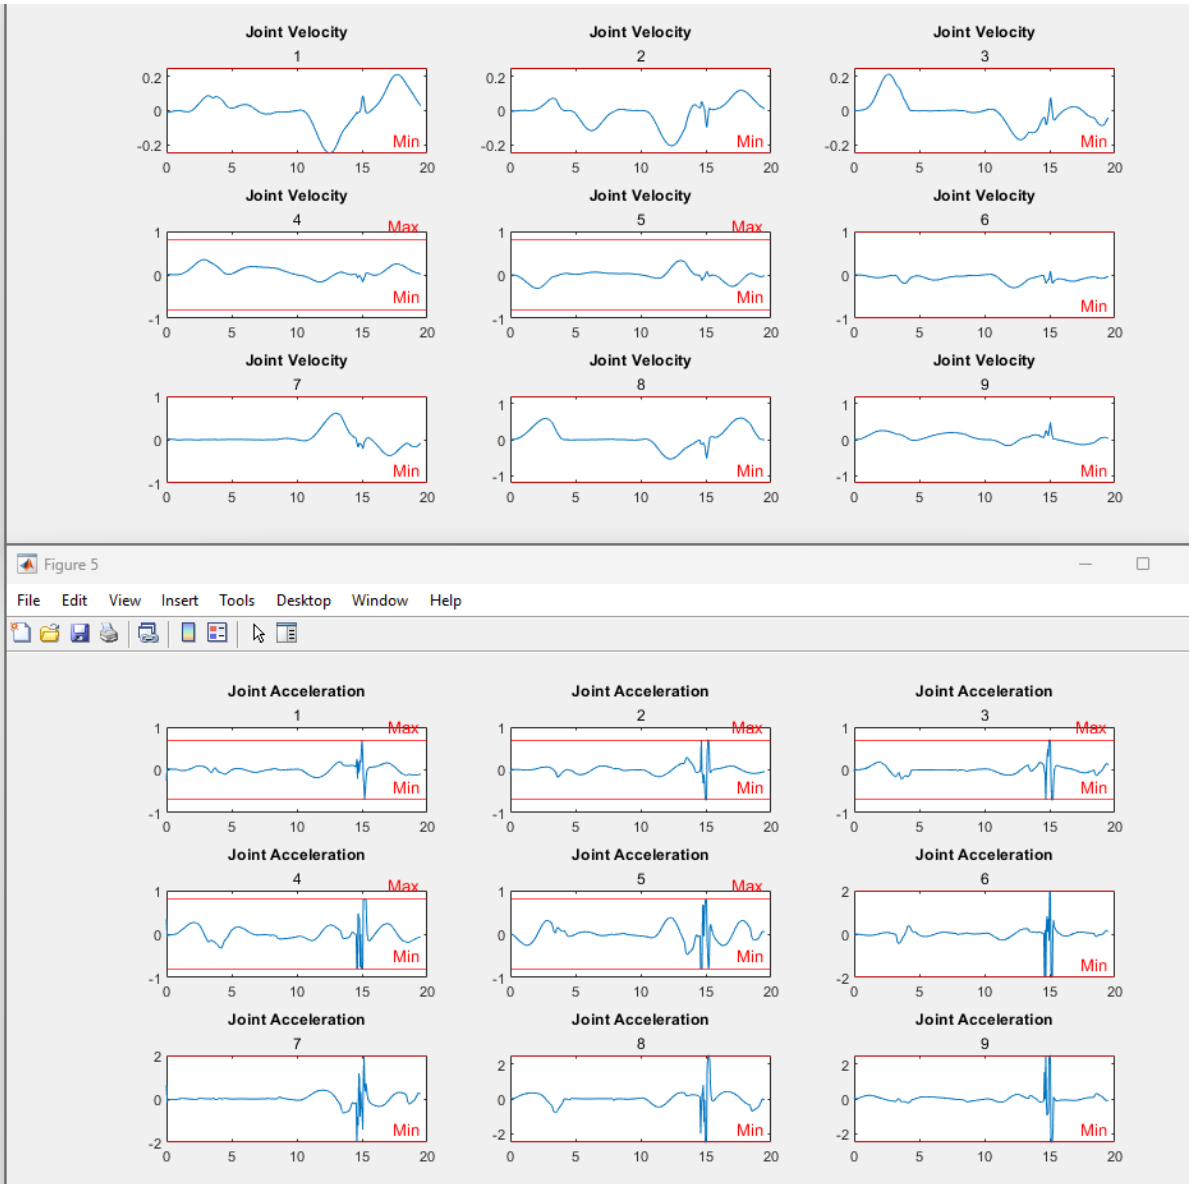 Joint Velocity Joint Velocity Joint Velocity
1 2 3
0.2 0.2 0.2
0 0 0
-0.2 Min -0.2 Min -0.2 Min
0 5 10 15 20 0 5 10 15 20 0 5 10 15 20
Joint Velocity Joint Velocity Joint Velocity
4 5 6
1 Max 1 Max 1
0 0 0
Min Min Min
-1 -1 -1
0 5 10 15 20 0 5 10 15 20 0 5 10 15 20
Joint Velocity Joint Velocity Joint Velocity
7 8 9
1 1 1
0 0 0
Min Min Min
-1 -1 -1
0 5 10 15 20 0 5 10 15 20 0 5 10 15 20
Figure 5
File Edit View Insert Tools Desktop Window Help
Joint Acceleration Joint Acceleration Joint Acceleration
1 2 3
1 Max 1 Max 1 Max
0 0 0
Min Min Min
-1 -1 -1
0 5 10 15 20 0 5 10 15 20 0 5 10 15 20
Joint Acceleration Joint Acceleration Joint Acceleration
4 5 6
1 Max 1 Max 2
0 0 0
Min Min Min
-1 -1 -2
0 5 10 15 20 0 5 10 15 20 0 5 10 15 20
Joint Acceleration Joint Acceleration Joint Acceleration
7 8 9
2 2 2
0 0 0
Min Min Min
-2 -2 -2
0 5 10 15 20 0 5 10 15 20 0 5 10 15 20